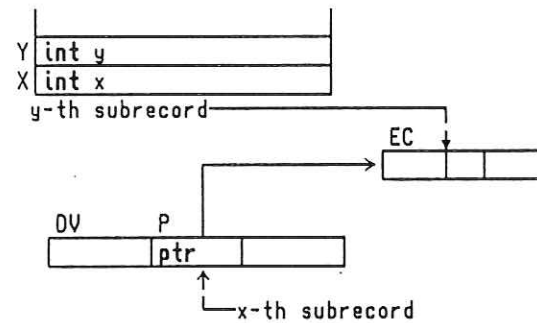 Y int y
X int x
y-th subrecord
EC
DV P
ptr
x-th subrecord